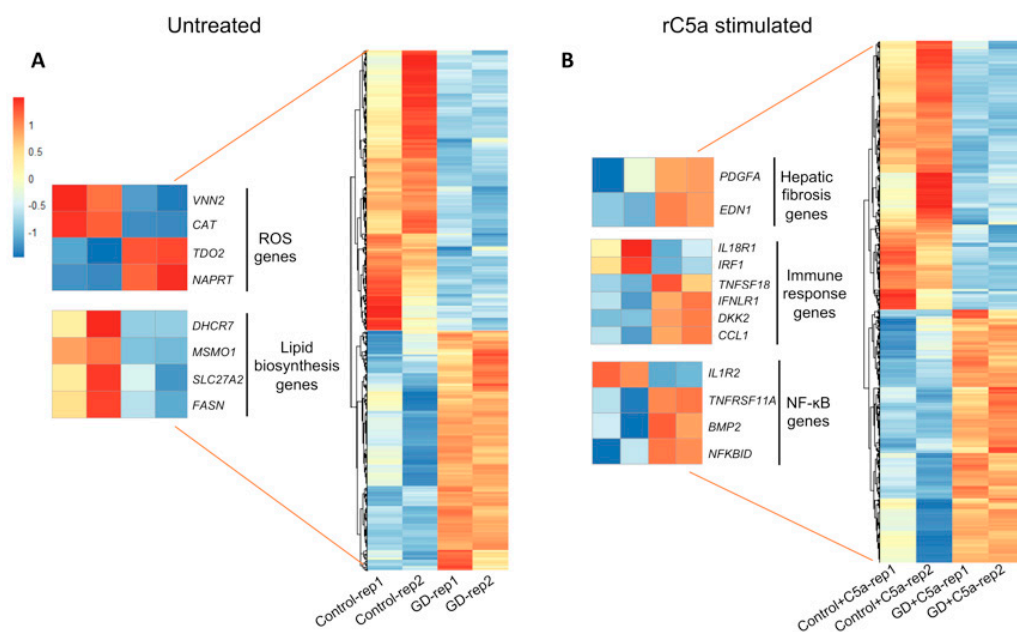 Untreated
rC5a stimulated
A
B
1
0.5
0
-0.5
-1
VNN2
CAT
TDO2
NAPRT
ROS
genes
DHCR7
MSMO1
SLC27A2
FASN
Lipid
biosynthesis
genes
Control-rep1
Control-rep2
GD-rep1
GD-rep2
PDGFA
EDN1
Hepatic
fibrosis
genes
IL18R1
IRF1
TNFSF18
IFNLR1
DKK2
CCL1
Immune
response
genes
IL1R2
TNFRSF11A
BMP2
NFKBID
NF-κB
genes
Control+C5a-rep1
Control+C5a-rep2
GD+C5a-rep1
GD+C5a-rep2